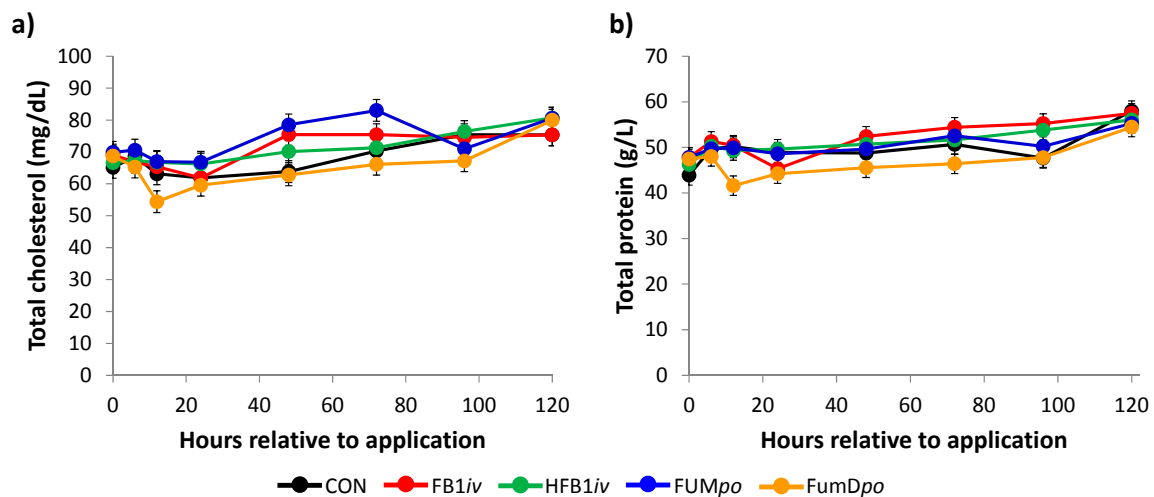 a)
Total cholesterol (mg/dL)
100
90
80
70
60
50
40
30
20
10
0
0 20 40 60 80 100 120
Hours relative to application
b)
Total protein (g/L)
70
60
50
40
30
20
10
0
0 20 40 60 80 100 120
Hours relative to application
CON FB1iv HFB1iv FUMpo FumDpo